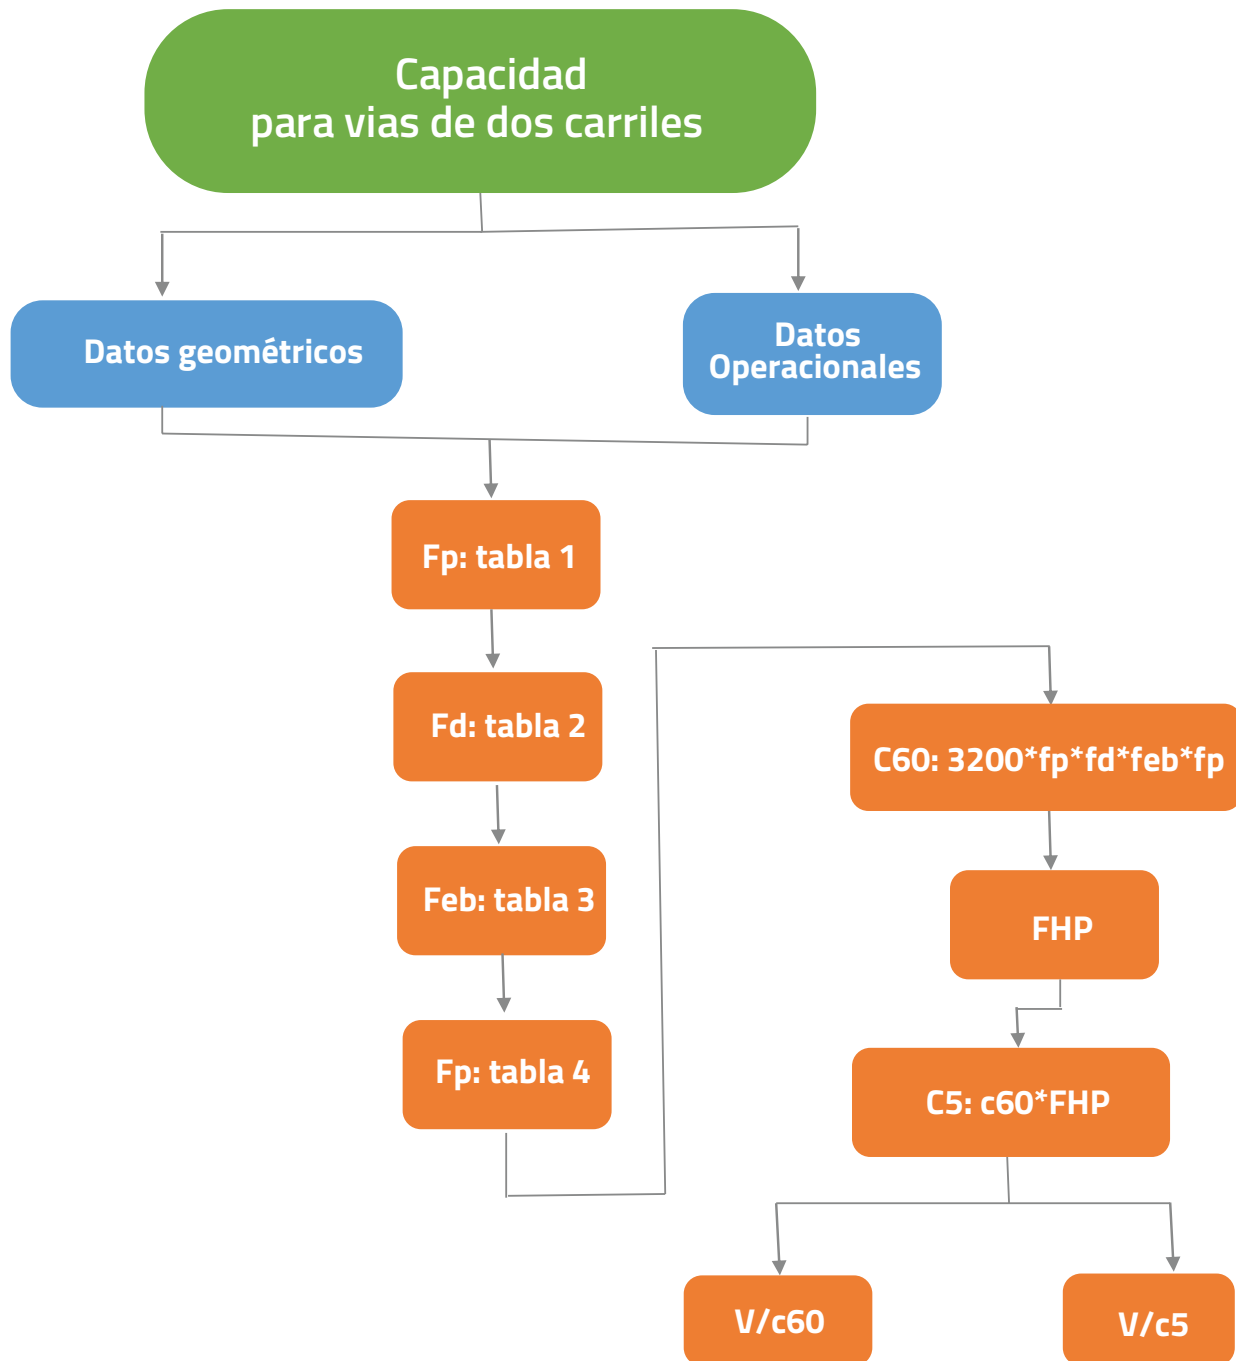 Capacidad
para vias de dos carriles
Datos geométricos
Datos
Operacionales
Fp: tabla 1
Fd: tabla 2
Feb: tabla 3
Fp: tabla 4
C60: 3200*fp*fd*feb*fp
FHP
C5: c60*FHP
V/c60
V/c5